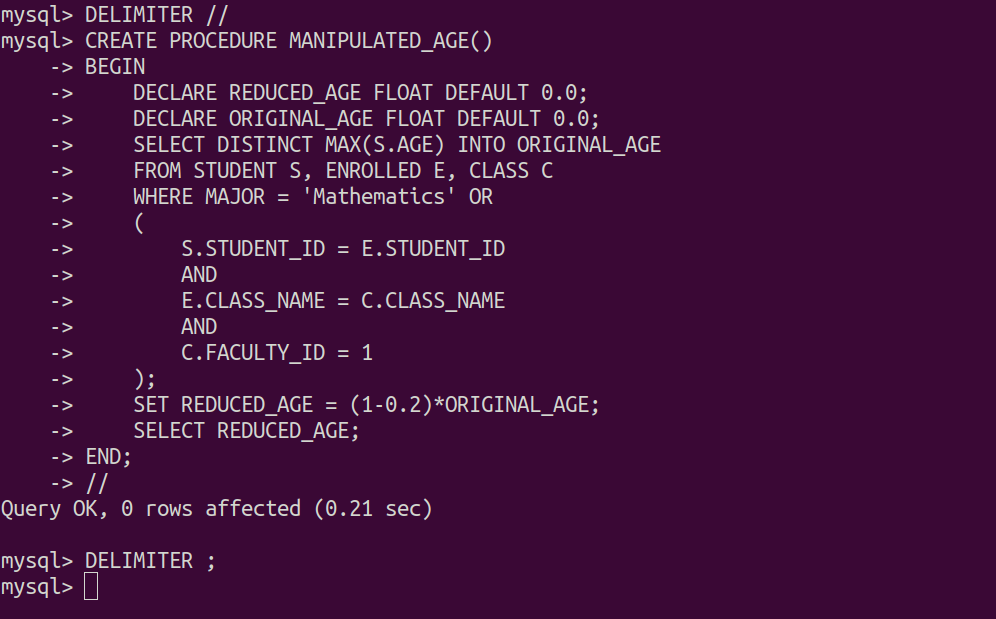 mysql> DELIMITER //
mysql> CREATE PROCEDURE MANIPULATED_AGE()
    -> BEGIN
    ->     DECLARE REDUCED_AGE FLOAT DEFAULT 0.0;
    ->     DECLARE ORIGINAL_AGE FLOAT DEFAULT 0.0;
    ->     SELECT DISTINCT MAX(S.AGE) INTO ORIGINAL_AGE
    ->     FROM STUDENT S, ENROLLED E, CLASS C
    ->     WHERE MAJOR = 'Mathematics' OR
    ->     (
    ->         S.STUDENT_ID = E.STUDENT_ID
    ->         AND
    ->         E.CLASS_NAME = C.CLASS_NAME
    ->         AND
    ->         C.FACULTY_ID = 1
    ->     );
    ->     SET REDUCED_AGE = (1-0.2)*ORIGINAL_AGE;
    ->     SELECT REDUCED_AGE;
    -> END;
    -> //
Query OK, 0 rows affected (0.21 sec)

mysql> DELIMITER ;
mysql>